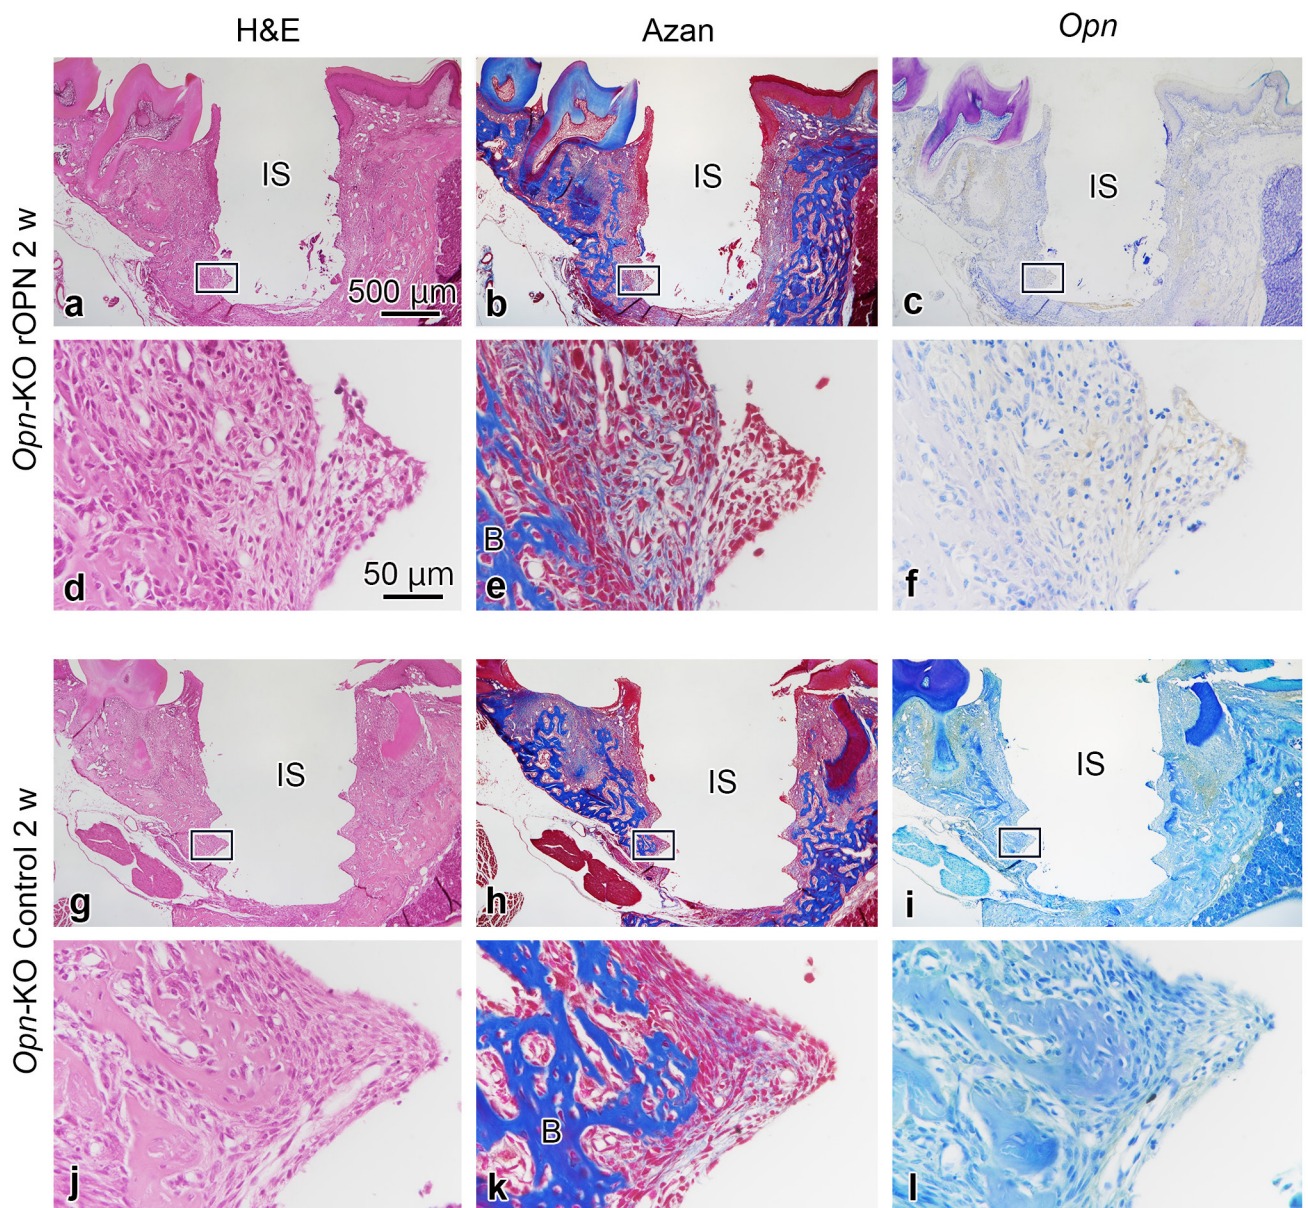 H&E Azan Opn
Opn-KO rOPN 2 w
IS IS IS
a 500 µm b c
B
d 50 µm e f
Opn-KO Control 2 w
IS IS IS
g h i
B
j k l